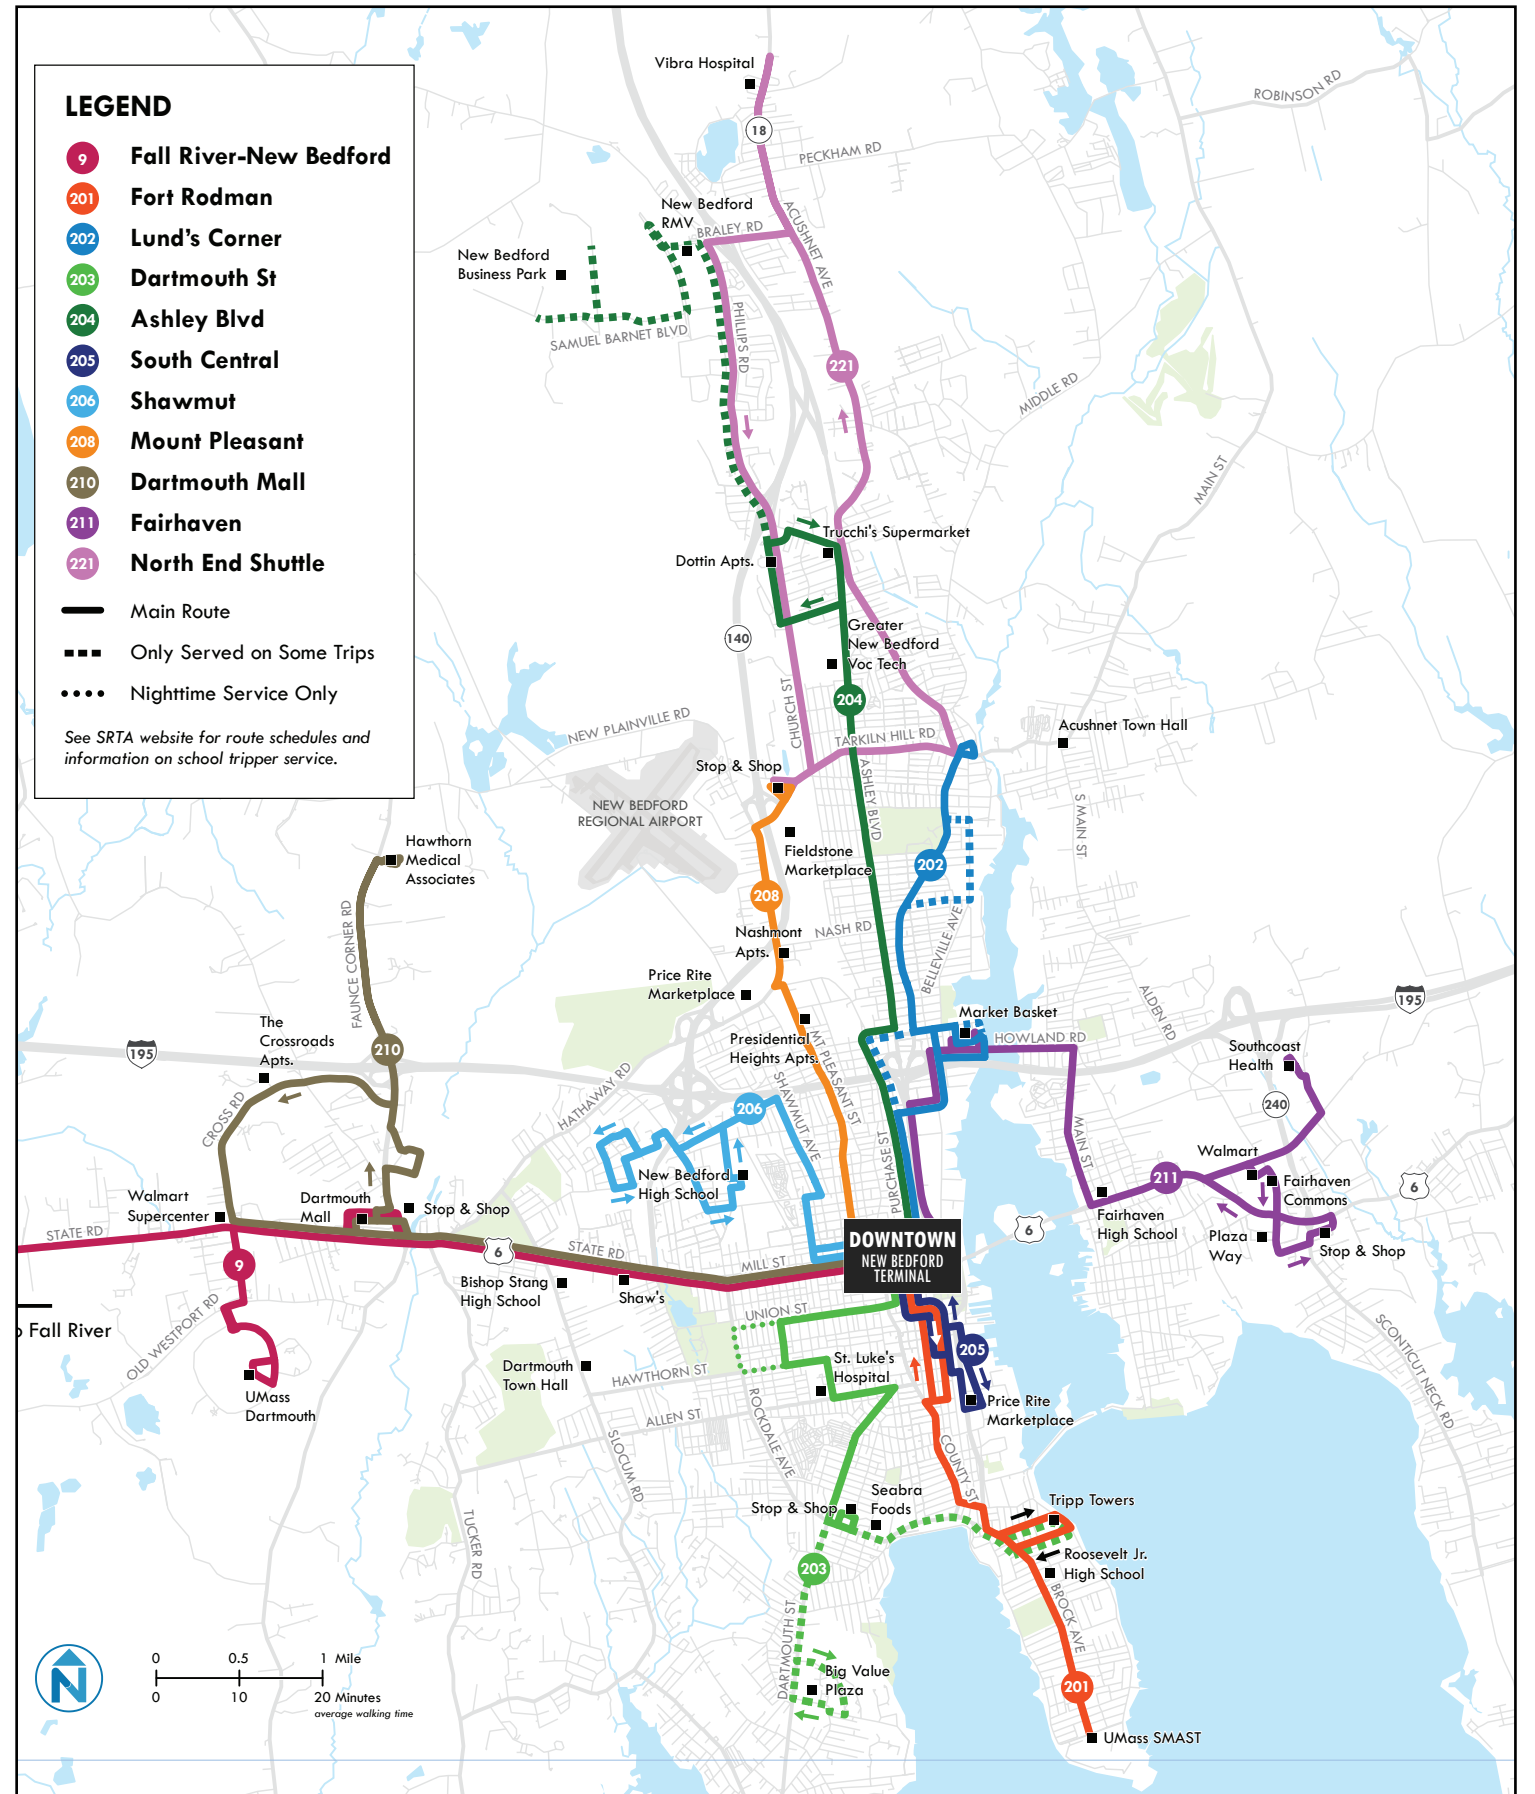 LEGEND
9 Fall River-New Bedford
201 Fort Rodman
202 Lund's Corner
203 Dartmouth St
204 Ashley Blvd
205 South Central
206 Shawmut
208 Mount Pleasant
210 Dartmouth Mall
211 Fairhaven
221 North End Shuttle
Main Route
Only Served on Some Trips
Nighttime Service Only
See SRTA website for route schedules and
information on school tripper service.
Vibra Hospital
18
ROBINSON RD
PECKHAM RD
New Bedford
RMV
BRALEY RD
ACUSHNET AVE
New Bedford
Business Park
SAMUEL BARNET BLVD
PHILLIPS RD
221
MIDDLE RD
MAIN ST
Trucchi's Supermarket
Dottin Apts.
140
Greater
New Bedford
Voc Tech
204
CHURCH ST
NEW PLAINVILLE RD
TARKILN HILL RD
Acushnet Town Hall
Stop & Shop
ASHLEY BLVD
NEW BEDFORD
REGIONAL AIRPORT
S MAIN ST
Fieldstone
Marketplace
Hawthorn
Medical
Associates
202
208
FAUNCE CORNER RD
Nashmont
Apts.
NASH RD
BELLEVILLE AVE
Price Rite
Marketplace
ALDEN RD
195
Market Basket
HOWLAND RD
The
Crossroads
Apts.
195
210
Presidential
Heights Apts.
MT PLEASANT ST
Southcoast
Health
240
CROSS RD
HATHAWAY RD
SHAWMUT AVE
206
PURCHASE ST
MAIN ST
Walmart
211
New Bedford
High School
Fairhaven
Commons
6
Walmart
Supercenter
Dartmouth
Mall
Stop & Shop
Fairhaven
High School
Plaza
Way
Stop & Shop
STATE RD
6
STATE RD
MILL ST
DOWNTOWN
NEW BEDFORD
TERMINAL
6
9
Bishop Stang
High School
Shaw's
UNION ST
Fall River
OLD WESTPORT RD
SCONTICUT NECK RD
205
Dartmouth
Town Hall
HAWTHORN ST
St. Luke's
Hospital
UMass
Dartmouth
ROCKDALE AVE
Price Rite
Marketplace
ALLEN ST
SLOCUM RD
COUNTY ST
Stop & Shop
Seabra
Foods
Tripp Towers
TUCKER RD
203
Roosevelt Jr.
High School
BROCK AVE
DARTMOUTH ST
Big Value
Plaza
201
UMass SMAST
N
0 0.5 1 Mile
0 10 20 Minutes
average walking time